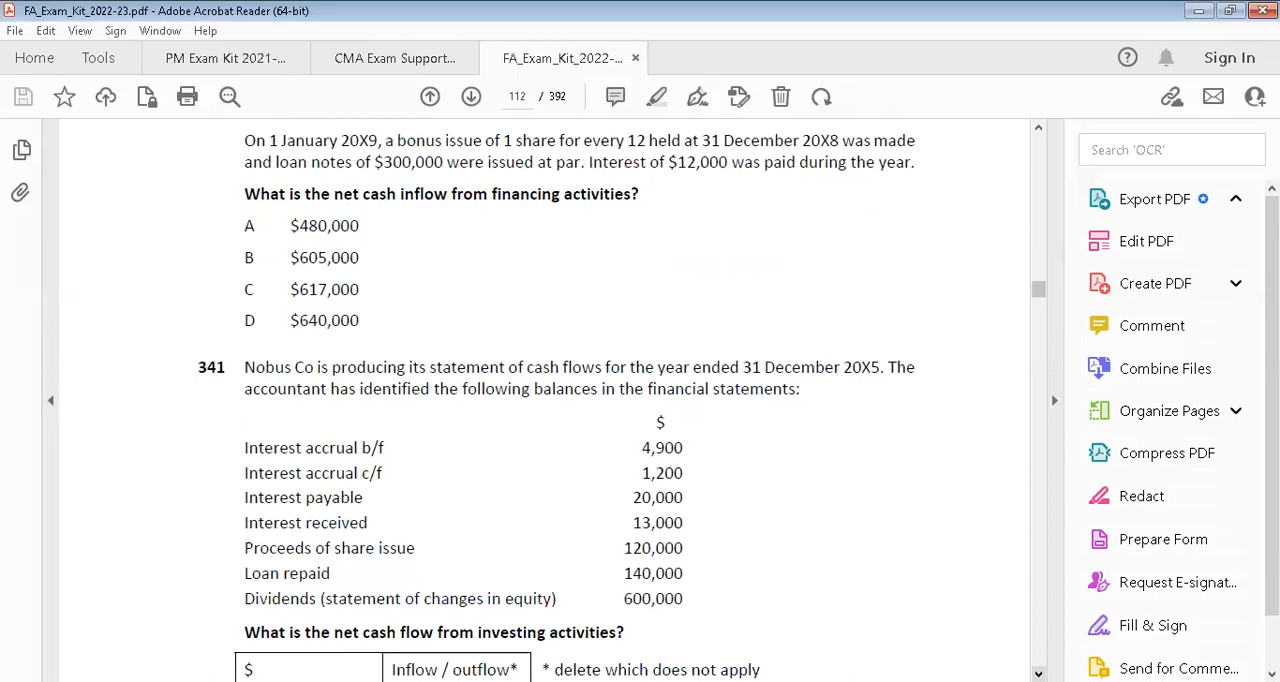 FA_Exam_Kit_2022-23.pdf - Adobe Acrobat Reader (64-bit)
File Edit View Sign Window Help
Home Tools PM Exam Kit 2021-... CMA Exam Support... FA_Exam_Kit_2022-... × Sign In
112 / 392
On 1 January 20X9, a bonus issue of 1 share for every 12 held at 31 December 20X8 was made
and loan notes of $300,000 were issued at par. Interest of $12,000 was paid during the year.
What is the net cash inflow from financing activities?
A $480,000
B $605,000
C $617,000
D $640,000
341 Nobus Co is producing its statement of cash flows for the year ended 31 December 20X5. The
accountant has identified the following balances in the financial statements:
$
Interest accrual b/f 4,900
Interest accrual c/f 1,200
Interest payable 20,000
Interest received 13,000
Proceeds of share issue 120,000
Loan repaid 140,000
Dividends (statement of changes in equity) 600,000
What is the net cash flow from investing activities?
$ Inflow / outflow* * delete which does not apply
Search 'OCR'
Export PDF
Edit PDF
Create PDF
Comment
Combine Files
Organize Pages
Compress PDF
Redact
Prepare Form
Request E-signat...
Fill & Sign
Send for Comme...